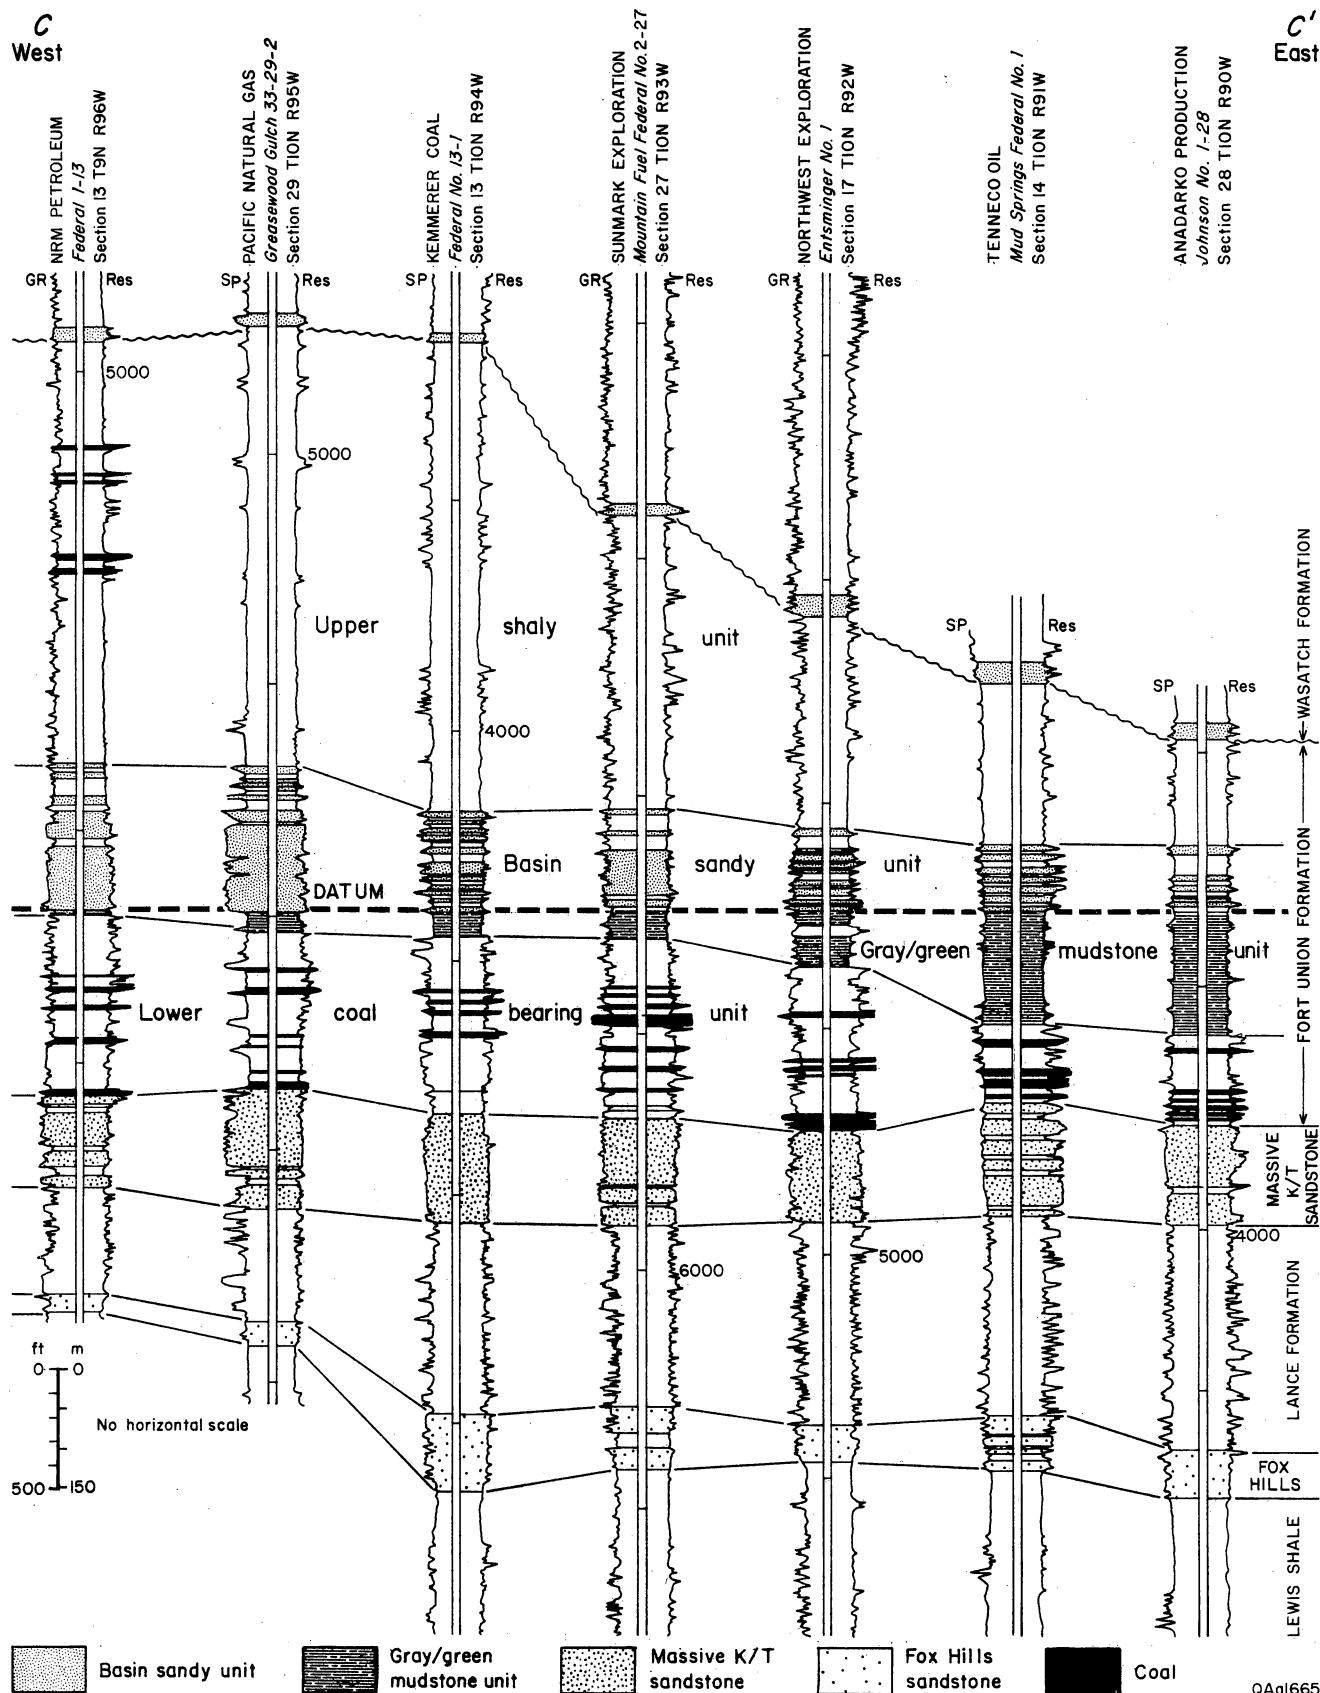 C
West
C'
East
NRM PETROLEUM
Federal 1-13
Section 13 T9N R96W
PACIFIC NATURAL GAS
Greasewood Gulch 33-29-2
Section 29 T10N R95W
KEMMERER COAL
Federal No. 13-1
Section 13 T10N R94W
SUNMARK EXPLORATION
Mountain Fuel Federal No. 2-27
Section 27 T10N R93W
NORTHWEST EXPLORATION
Entsminger No. 1
Section 17 T10N R92W
TENNECO OIL
Mud Springs Federal No. 1
Section 14 T10N R91W
ANADARKO PRODUCTION
Johnson No. 1-28
Section 28 T10N R90W
GR Res
SP Res
SP Res
GR Res
GR Res
SP Res
SP Res
5000
5000
4000
6000
5000
4000
Upper shaly unit
Basin sandy unit
DATUM
Gray/green mudstone unit
Lower coal bearing unit
WASATCH FORMATION
FORT UNION FORMATION
MASSIVE
K/T
SANDSTONE
LANCE FORMATION
FOX
HILLS
LEWIS SHALE
ft m
0 0
500 150
No horizontal scale
Basin sandy unit
Gray/green
mudstone unit
Massive K/T
sandstone
Fox Hills
sandstone
Coal
QAa1665